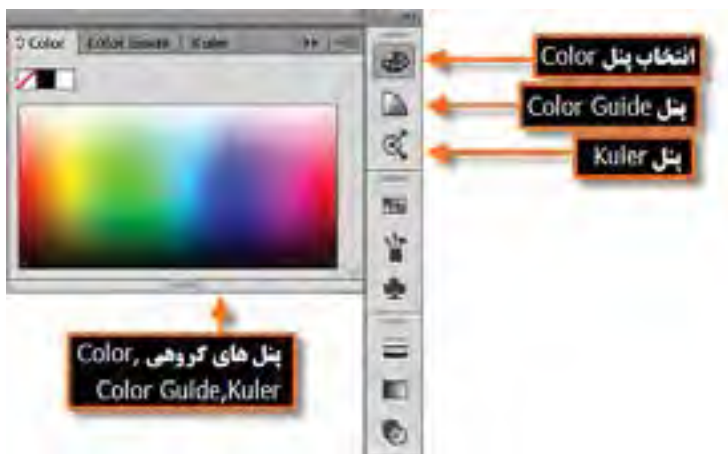 Color
Color Guide
Kuler
انتخاب پنل Color
پنل Color Guide
پنل Kuler
پنل های گروهی Color,
Color Guide,Kuler